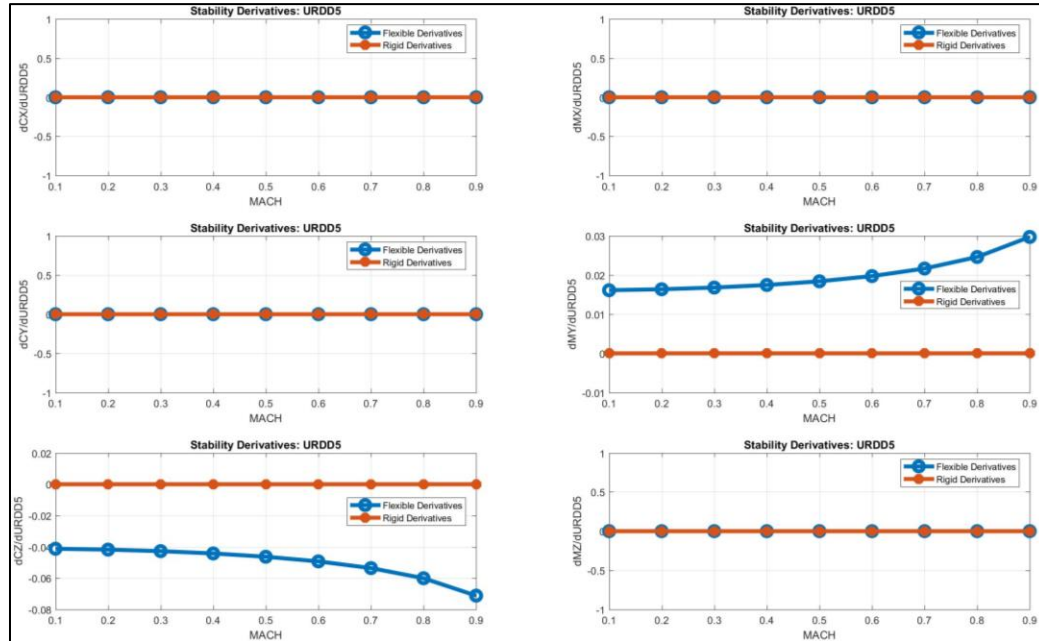 Stability Derivatives: URDD5
dCX/dURDD5
1
0.5
0
-0.5
-1
Flexible Derivatives
Rigid Derivatives
0.1 0.2 0.3 0.4 0.5 0.6 0.7 0.8 0.9
MACH
Stability Derivatives: URDD5
dMX/dURDD5
1
0.5
0
-0.5
-1
Flexible Derivatives
Rigid Derivatives
0.1 0.2 0.3 0.4 0.5 0.6 0.7 0.8 0.9
MACH
Stability Derivatives: URDD5
dCY/dURDD5
1
0.5
0
-0.5
-1
Flexible Derivatives
Rigid Derivatives
0.1 0.2 0.3 0.4 0.5 0.6 0.7 0.8 0.9
MACH
Stability Derivatives: URDD5
dMY/dURDD5
0.03
0.02
0.01
0
-0.01
Flexible Derivatives
Rigid Derivatives
0.1 0.2 0.3 0.4 0.5 0.6 0.7 0.8 0.9
MACH
Stability Derivatives: URDD5
dCZ/dURDD5
0.02
0
-0.02
-0.04
-0.06
-0.08
Flexible Derivatives
Rigid Derivatives
0.1 0.2 0.3 0.4 0.5 0.6 0.7 0.8 0.9
MACH
Stability Derivatives: URDD5
dMZ/dURDD5
1
0.5
0
-0.5
-1
Flexible Derivatives
Rigid Derivatives
0.1 0.2 0.3 0.4 0.5 0.6 0.7 0.8 0.9
MACH